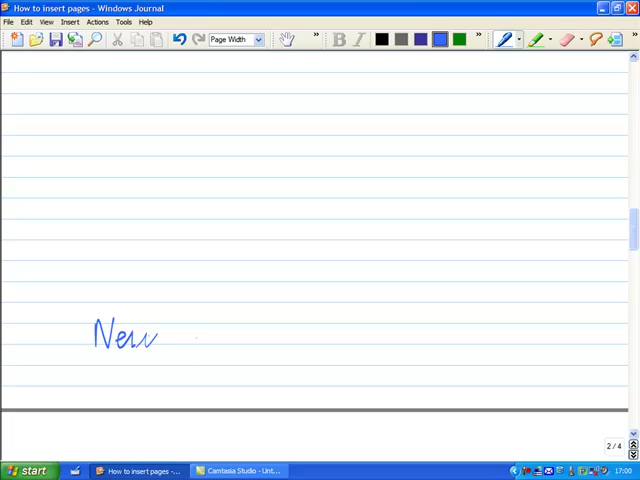 How to insert pages - Windows Journal
File Edit View Insert Actions Tools Help
Page Width
B I
New
2 / 4
start How to insert pages -... Camtasia Studio - Unt... 17:00